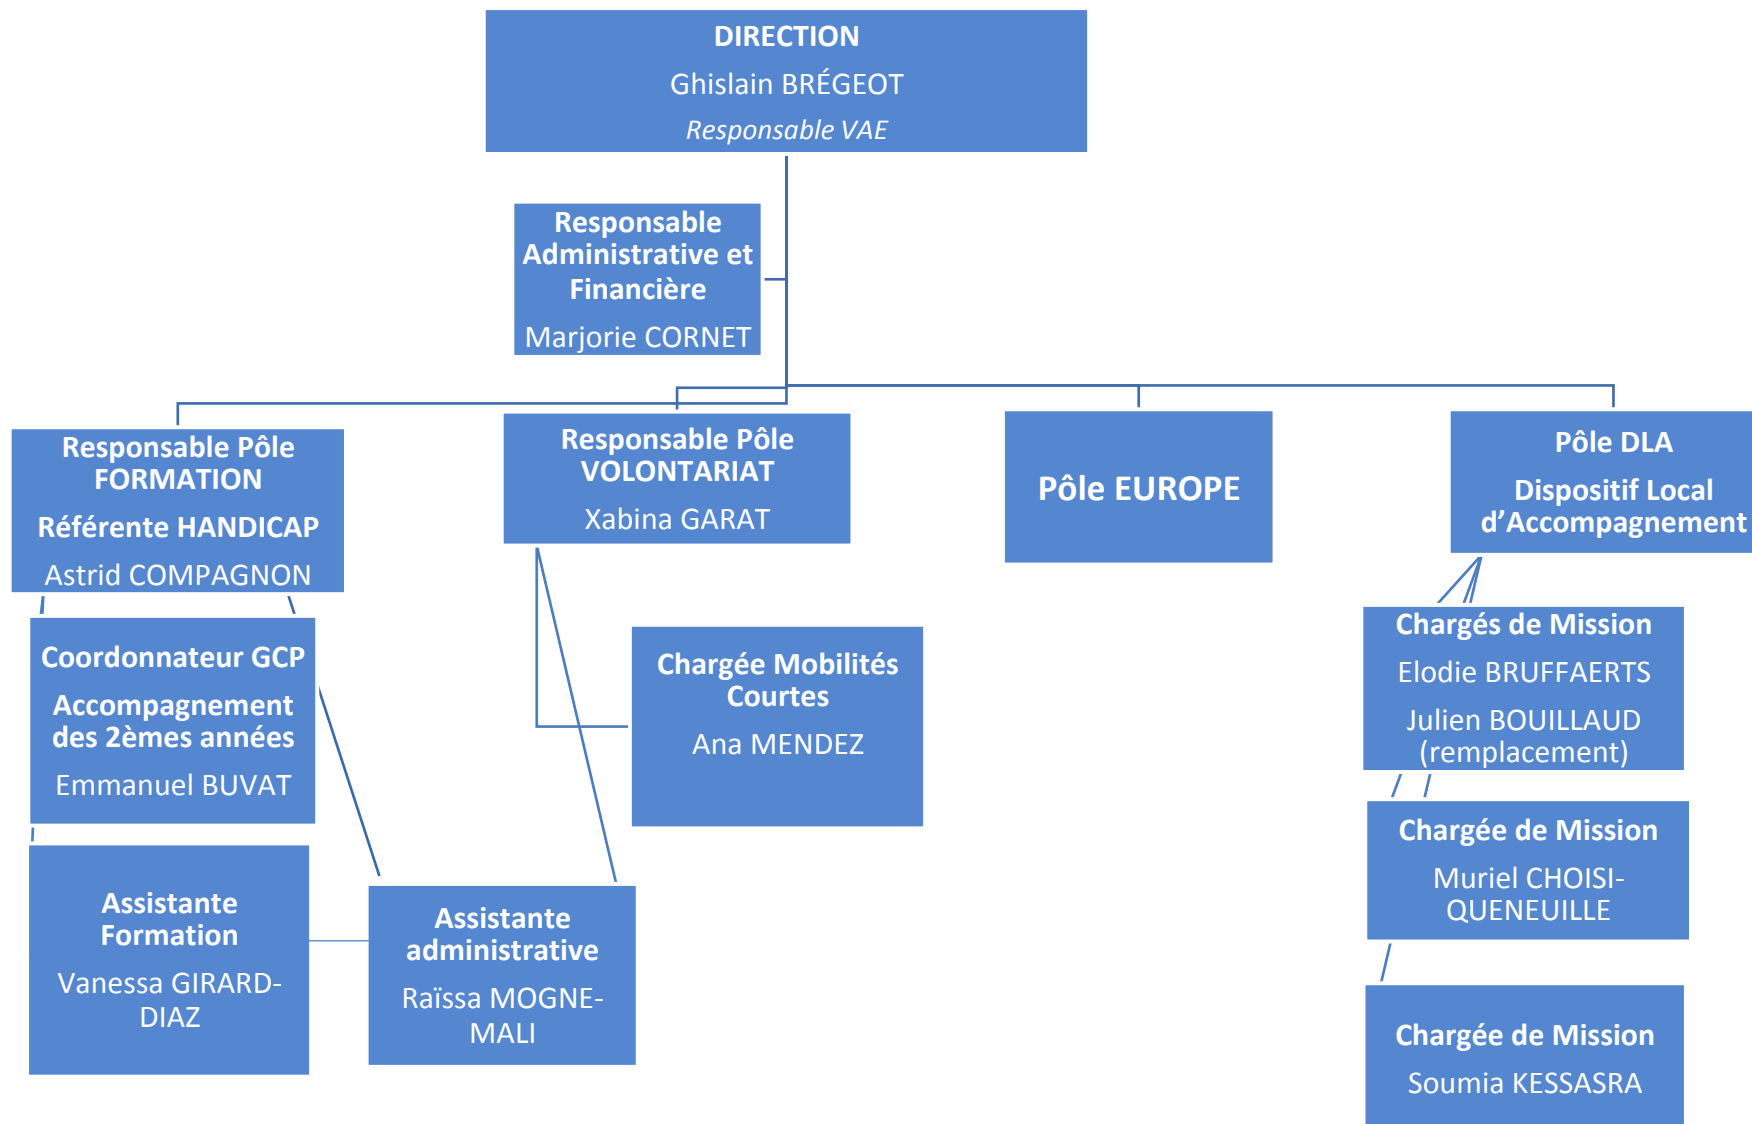 DIRECTION
Ghislain BRÉGEOT
Responsable VAE
Responsable
Administrative et
Financière
Marjorie CORNET
Responsable Pôle
FORMATION
Référente HANDICAP
Astrid COMPAGNON
Responsable Pôle
VOLONTARIAT
Xabina GARAT
Pôle EUROPE
Pôle DLA
Dispositif Local
d’Accompagnement
Coordonnateur GCP
Accompagnement
des 2èmes années
Emmanuel BUVAT
Chargée Mobilités
Courtes
Ana MENDEZ
Chargés de Mission
Elodie BRUFFAERTS
Julien BOUILLAUD
(remplacement)
Chargée de Mission
Muriel CHOISI-
QUENEUILLE
Assistante
Formation
Vanessa GIRARD-
DIAZ
Assistante
administrative
Raïssa MOGNE-
MALI
Chargée de Mission
Soumia KESSASRA